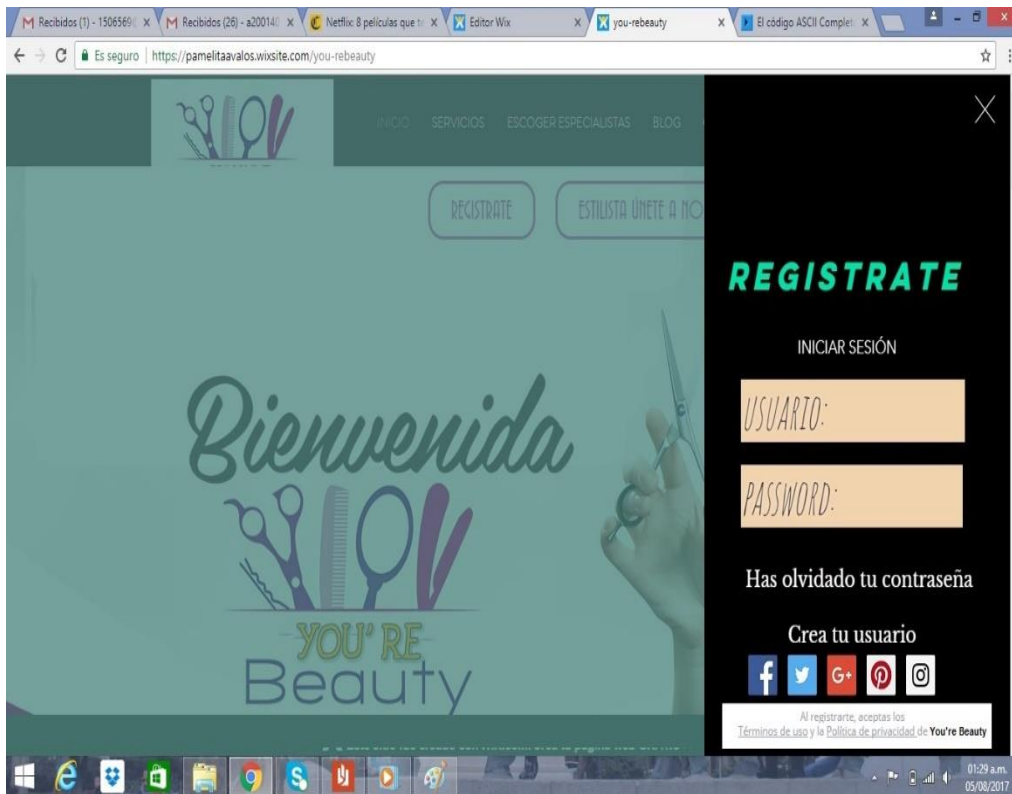 Recibidos (1) - 1506569
Recibidos (26) - a20014
Netflix: 8 películas que te
Editor Wix
you-rebeauty
El código ASCII Complet
Es seguro
https://pamelitaavalos.wixsite.com/you-rebeauty
INICIO
SERVICIOS
ESCOGER ESPECIALISTAS
BLOG
REGISTRATE
ESTILISTA ÚNETE A NO
REGISTRATE
INICIAR SESIÓN
USUARIO:
PASSWORD:
Has olvidado tu contraseña
Crea tu usuario
G+
Al registrarte, aceptas los
Términos de uso y la Política de privacidad de You're Beauty
Bienvenida
YOU'RE
Beauty
01:29 a.m.
05/08/2017